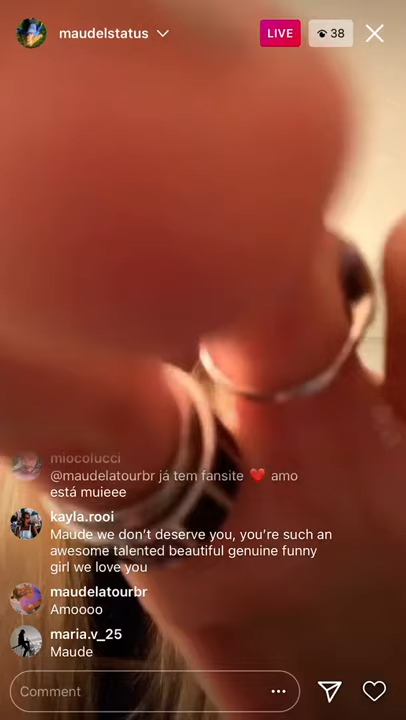 maudelstatus
LIVE
38
miocolucci
@maudelatourbr já tem fansite ❤️ amo
está muieee
kayla.rooi
Maude we don’t deserve you, you’re such an
awesome talented beautiful genuine funny
girl we love you
maudelatourbr
Amoooo
maria.v_25
Maude
Comment